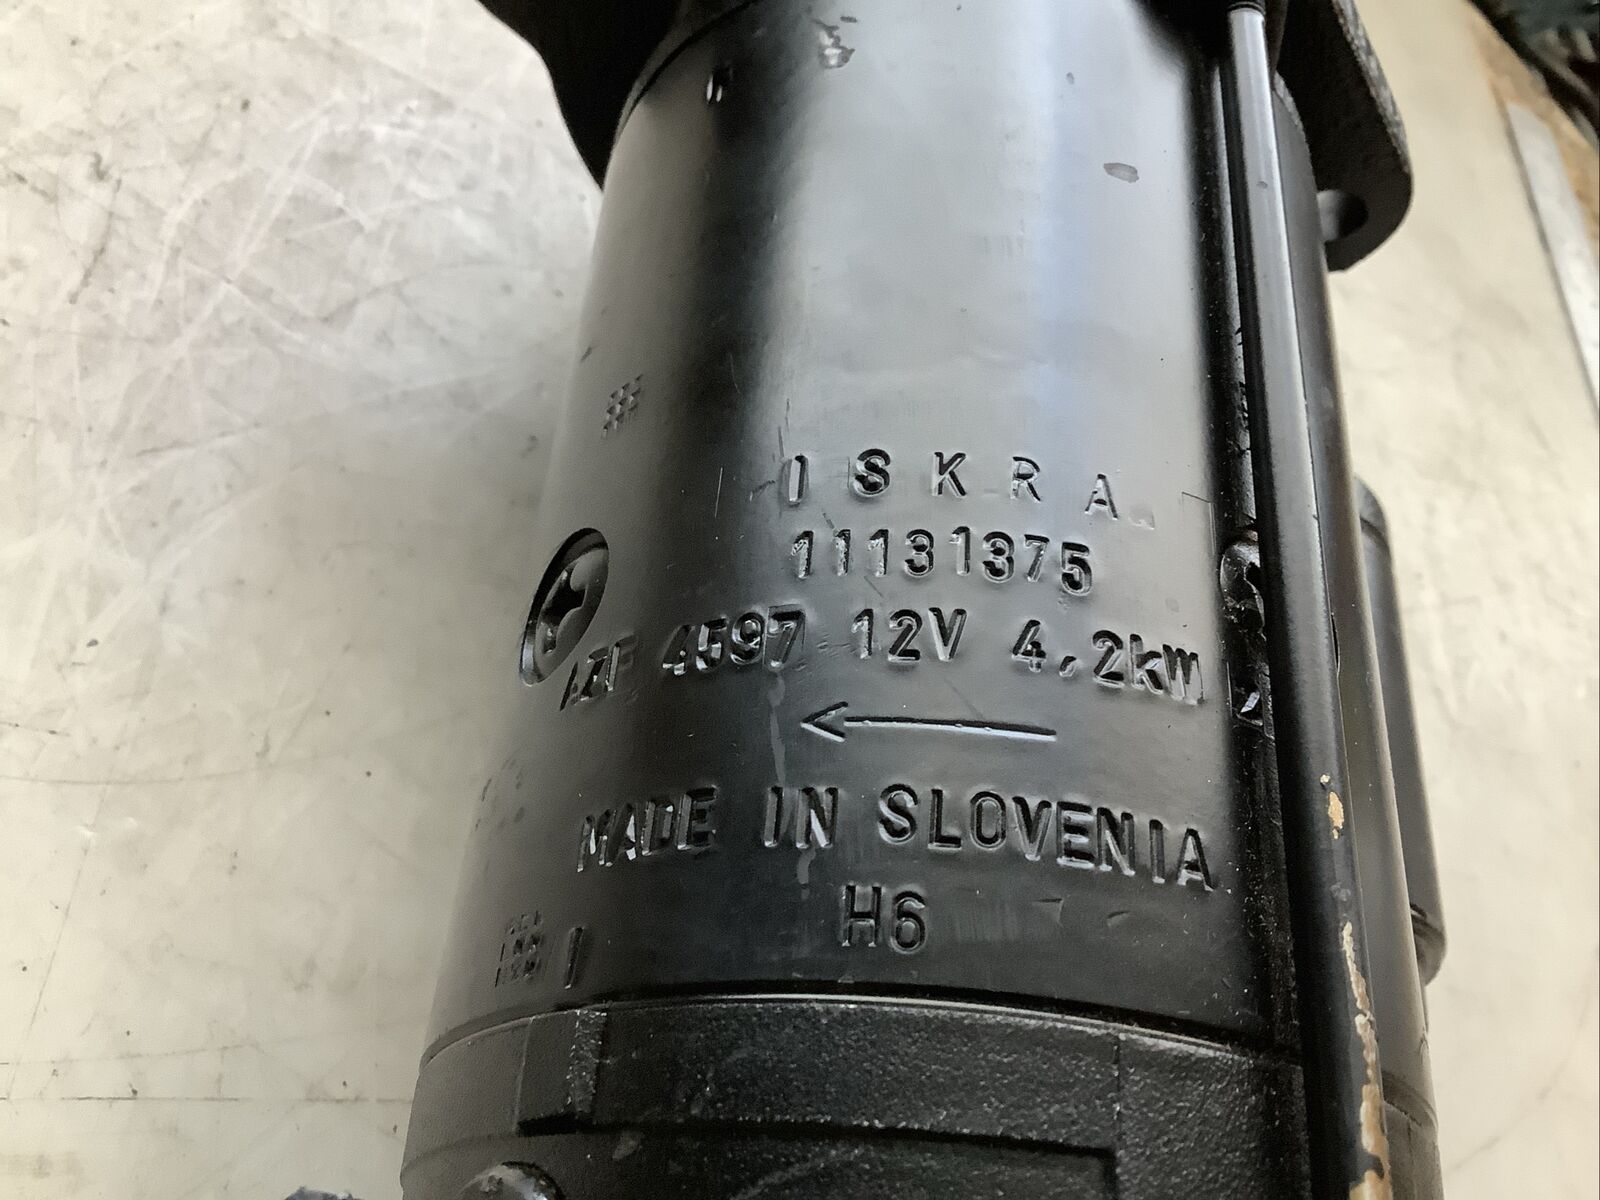 ISKRA
11131375
AZF 4597 12V 4,2kW
MADE IN SLOVENIA
H6